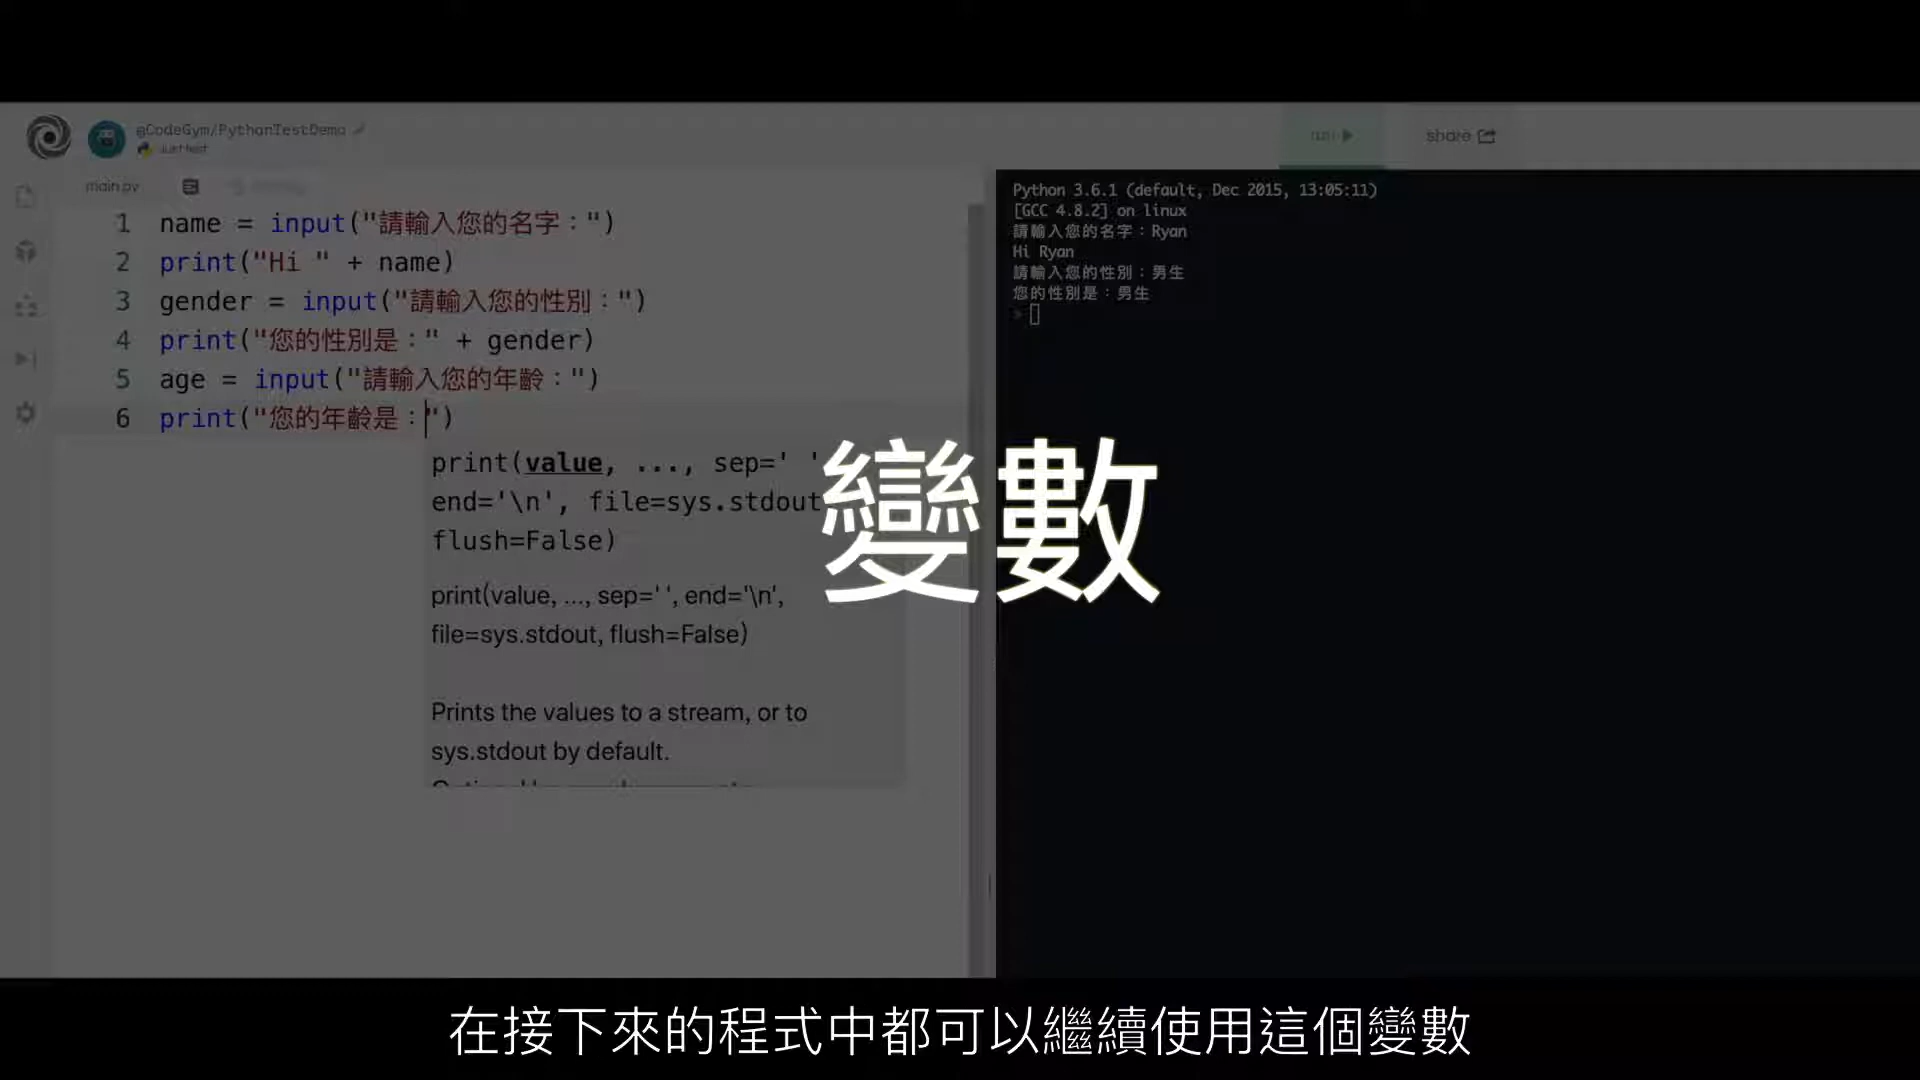 @CodeGym/PythonTestDemo
Just test
run
share
main.py
1 name = input("請輸入您的名字：")
2 print("Hi " + name)
3 gender = input("請輸入您的性別：")
4 print("您的性別是：" + gender)
5 age = input("請輸入您的年齡：")
6 print("您的年齡是：")
print(value, ..., sep=' '
end='\n', file=sys.stdout
flush=False)
print(value, ..., sep=' ', end='\n',
file=sys.stdout, flush=False)
Prints the values to a stream, or to
sys.stdout by default.
Python 3.6.1 (default, Dec 2015, 13:05:11)
[GCC 4.8.2] on linux
請輸入您的名字：Ryan
Hi Ryan
請輸入您的性別：男生
您的性別是：男生
>
變數
在接下來的程式中都可以繼續使用這個變數